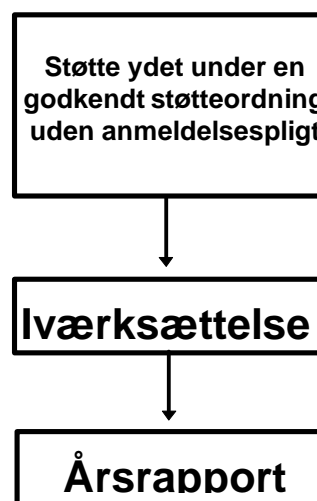 Støtte ydet under en
godkendt støtteordning
uden anmeldelsespligt
Iværksættelse
Årsrapport